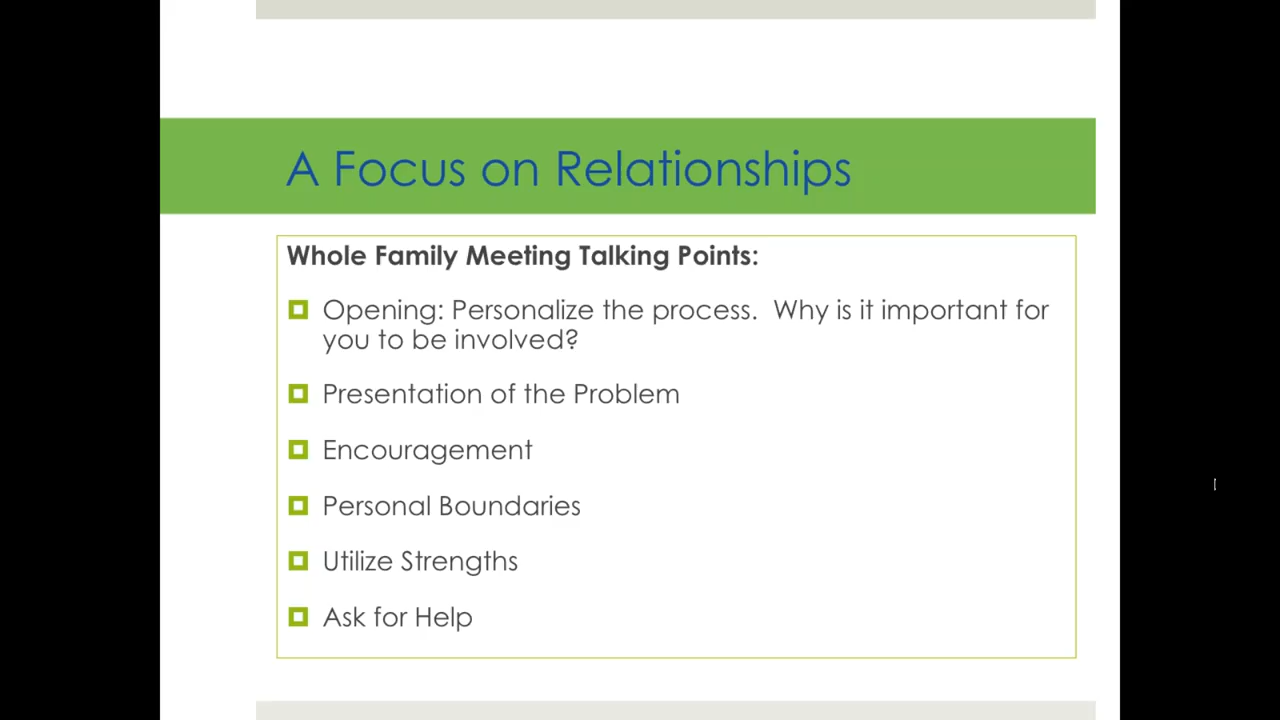 A Focus on Relationships
Whole Family Meeting Talking Points:
Opening: Personalize the process.  Why is it important for
you to be involved?
Presentation of the Problem
Encouragement
Personal Boundaries
Utilize Strengths
Ask for Help